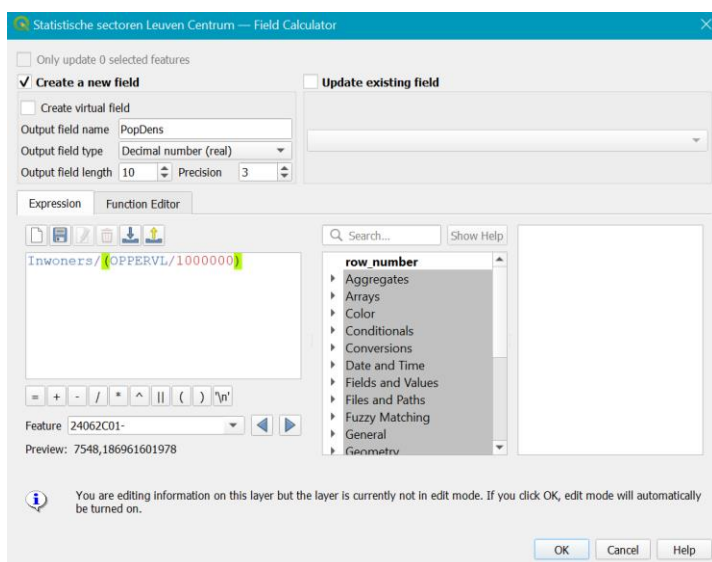 Statistische sectoren Leuven Centrum — Field Calculator
Only update 0 selected features
Create a new field
Update existing field
Create virtual field
Output field name PopDens
Output field type Decimal number (real)
Output field length 10 Precision 3
Expression Function Editor
Search... Show Help
Inwoners/(OPPERVL/1000000)
row_number
Aggregates
Arrays
Color
Conditionals
Conversions
Date and Time
Fields and Values
Files and Paths
Fuzzy Matching
General
Geometry
= + - / * ^ || ( ) '\n'
Feature 24062C01-
Preview: 7548,186961601978
You are editing information on this layer but the layer is currently not in edit mode. If you click OK, edit mode will automatically
be turned on.
OK Cancel Help